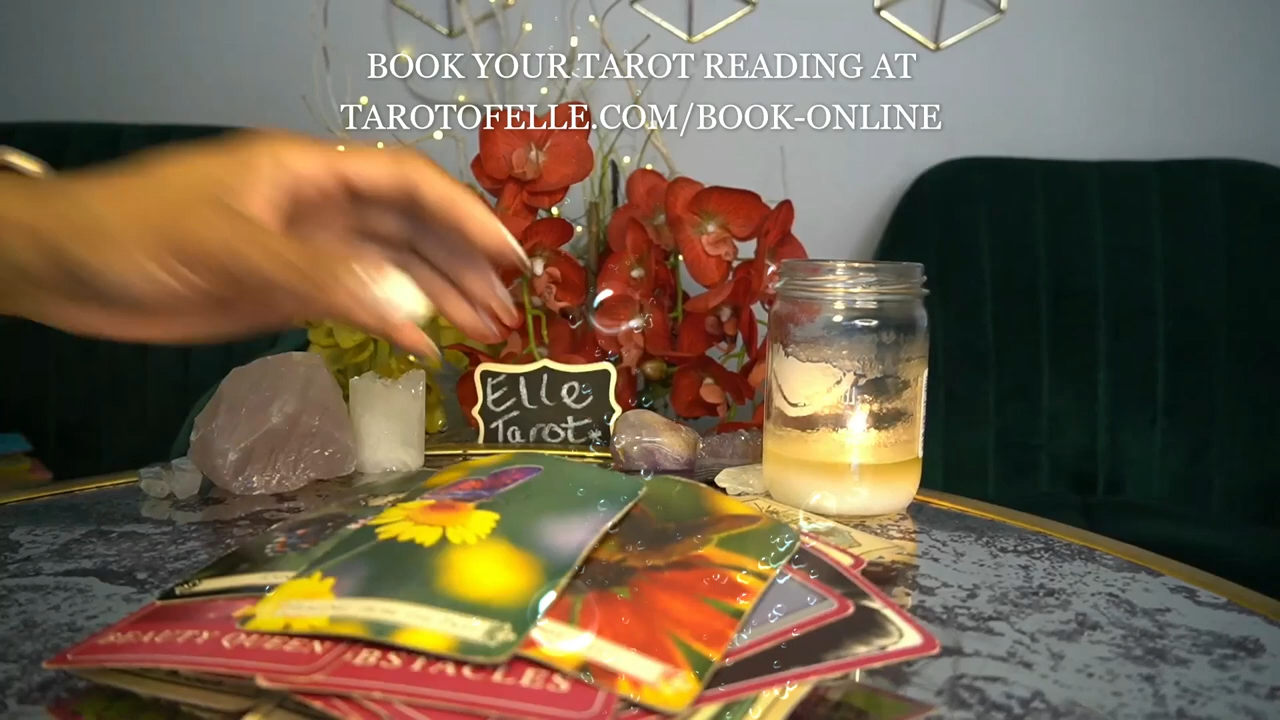 BOOK YOUR TAROT READING AT
TAROTOFELLE.COM/BOOK-ONLINE
Elle
Tarot
BEAUTY QUEEN
OBSTACLES